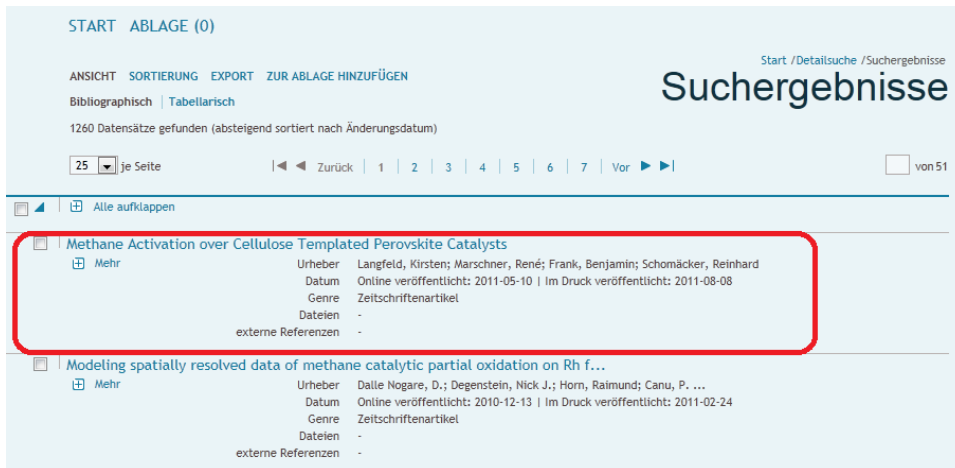 START ABLAGE (0)
Start /Detailsuche /Suchergebnisse
Suchergebnisse
ANSICHT SORTIERUNG EXPORT ZUR ABLAGE HINZUFÜGEN
Bibliographisch | Tabellarisch
1260 Datensätze gefunden (absteigend sortiert nach Änderungsdatum)
25 je Seite Zurück | 1 | 2 | 3 | 4 | 5 | 6 | 7 | Vor von 51
Alle aufklappen
Methane Activation over Cellulose Templated Perovskite Catalysts
Mehr Urheber Langfeld, Kirsten; Marschner, René; Frank, Benjamin; Schomäcker, Reinhard
Datum Online veröffentlicht: 2011-05-10 | Im Druck veröffentlicht: 2011-08-08
Genre Zeitschriftenartikel
Dateien -
externe Referenzen -
Modeling spatially resolved data of methane catalytic partial oxidation on Rh f...
Mehr Urheber Dalle Nogare, D.; Degenstein, Nick J.; Horn, Raimund; Canu, P. ...
Datum Online veröffentlicht: 2010-12-13 | Im Druck veröffentlicht: 2011-02-24
Genre Zeitschriftenartikel
Dateien -
externe Referenzen -